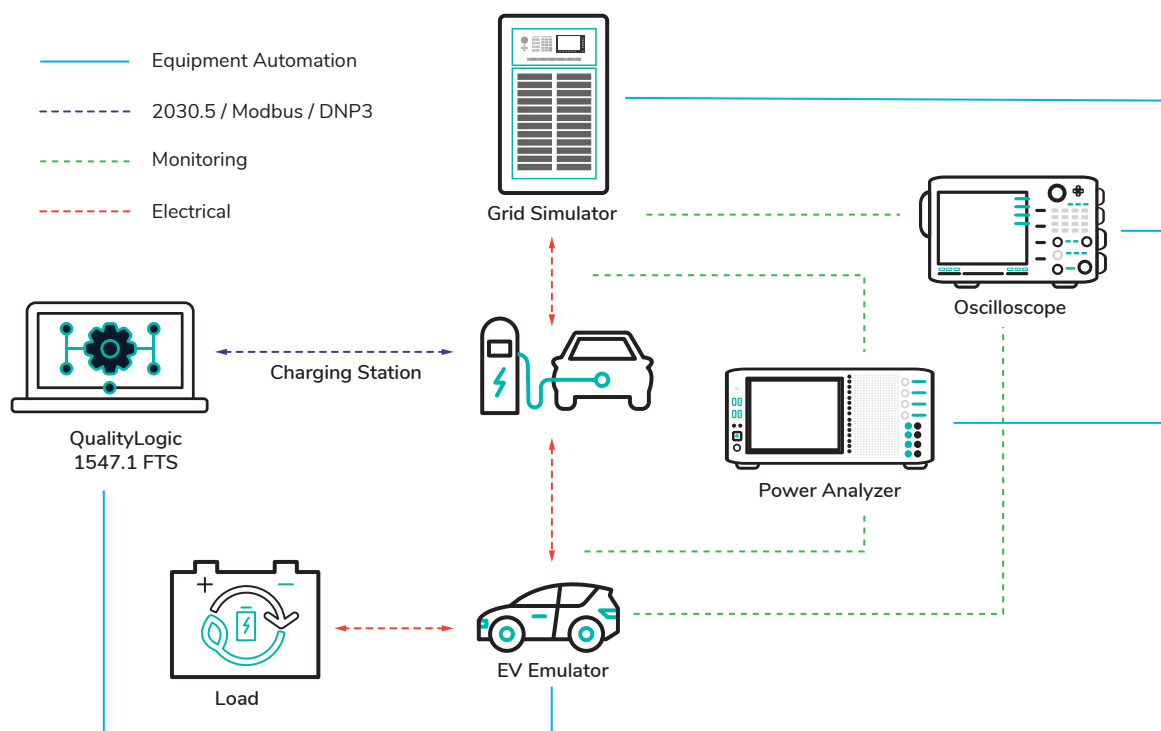 Equipment Automation
2030.5 / Modbus / DNP3
Monitoring
Electrical
Grid Simulator
Oscilloscope
Charging Station
QualityLogic
1547.1 FTS
Power Analyzer
+ −
EV Emulator
Load